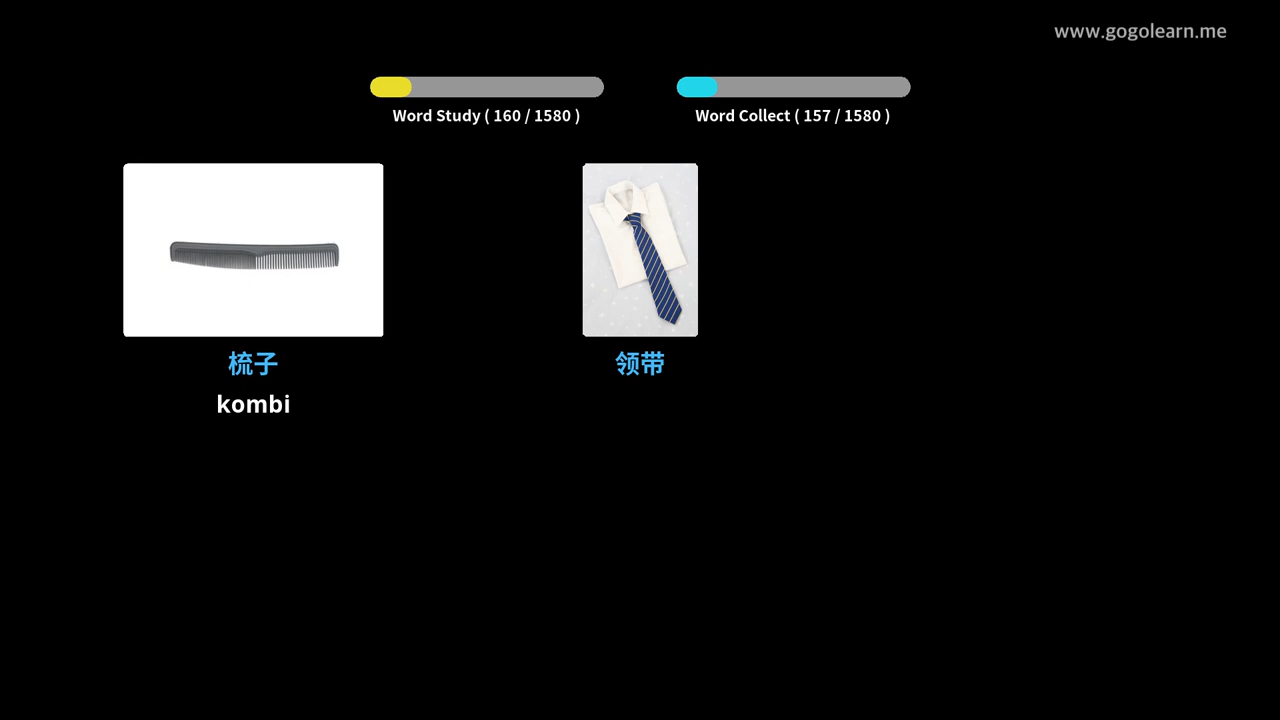 www.gogolearn.me
Word Study ( 160 / 1580 )
Word Collect ( 157 / 1580 )
梳子
领带
kombi